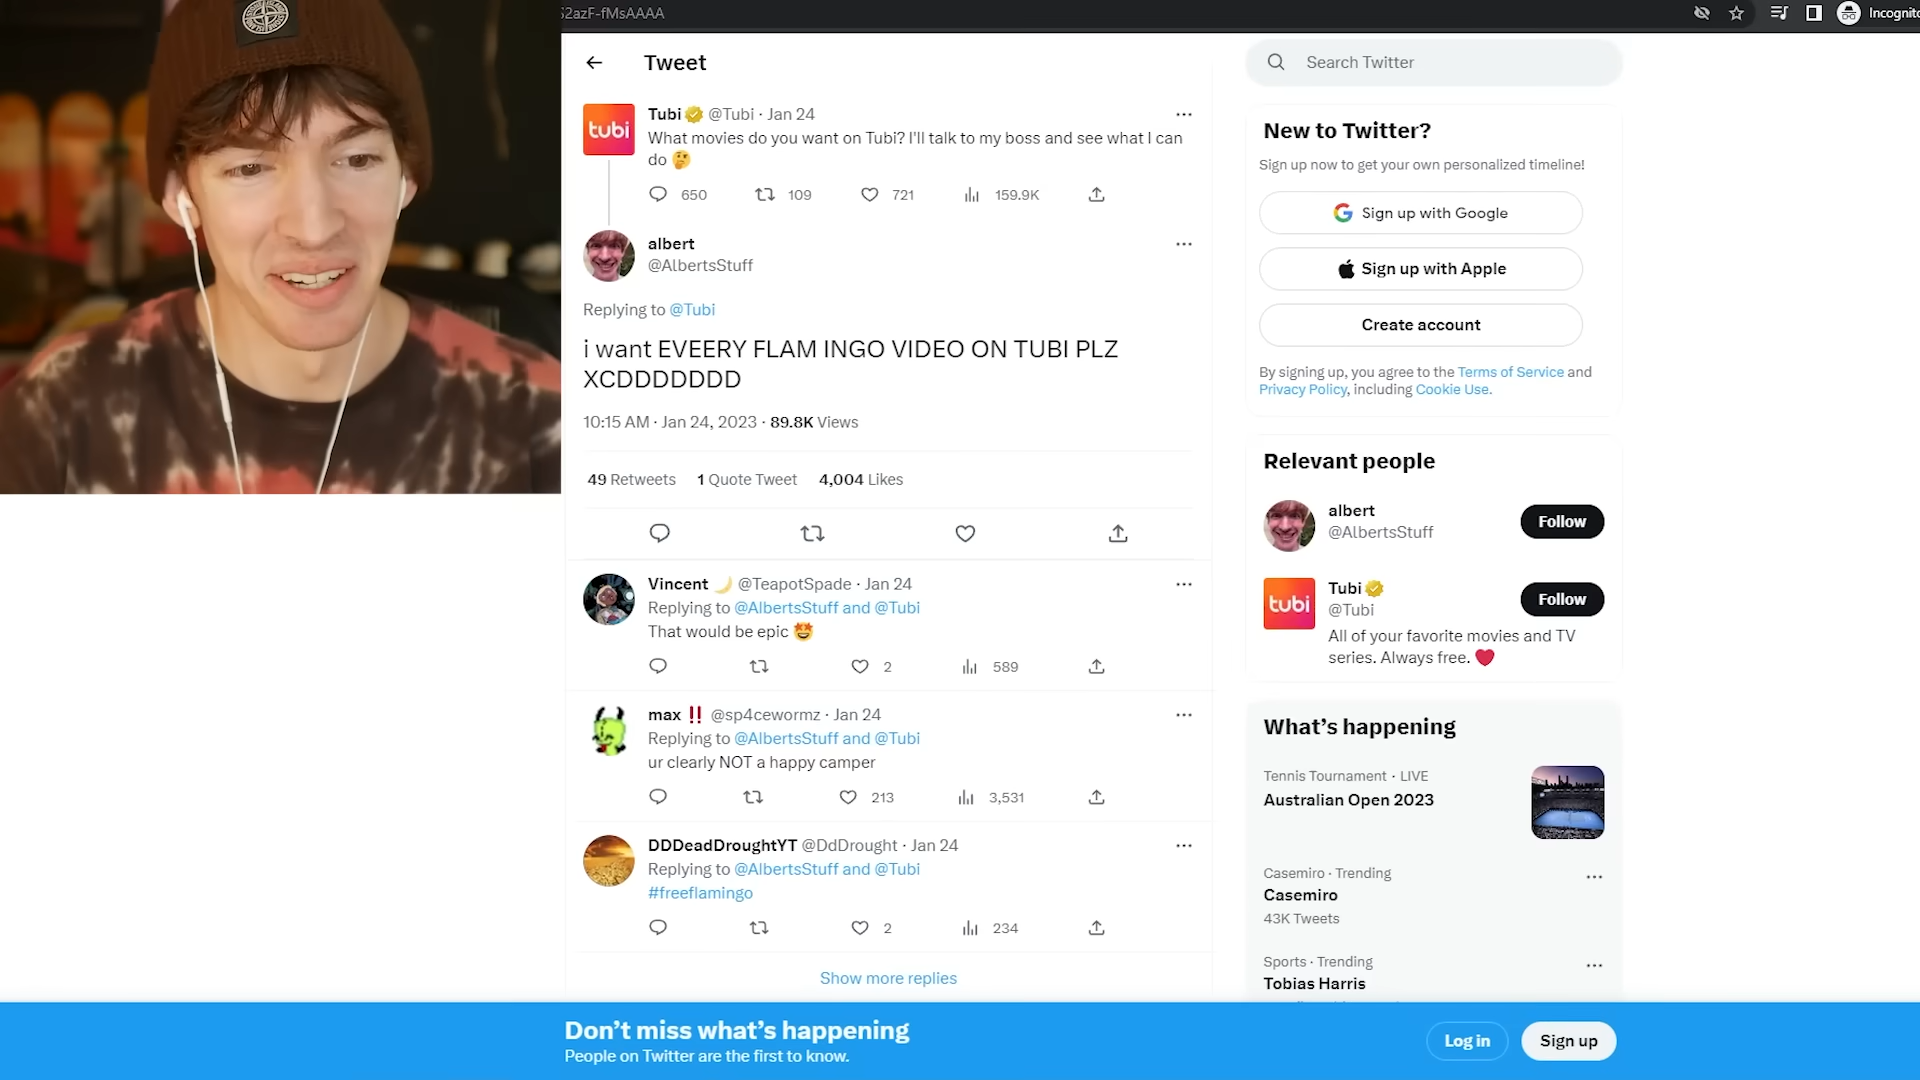 S2azF-fMsAAAA
Incognito
Tweet
Search Twitter
Tubi @Tubi · Jan 24
What movies do you want on Tubi? I'll talk to my boss and see what I can
do 🤔
650 109 721 159.9K
tubi
albert
@AlbertsStuff
Replying to @Tubi
i want EVEERY FLAM INGO VIDEO ON TUBI PLZ
XCDDDDDDD
10:15 AM · Jan 24, 2023 · 89.8K Views
49 Retweets 1 Quote Tweet 4,004 Likes
Vincent 🌙 @TeapotSpade · Jan 24
Replying to @AlbertsStuff and @Tubi
That would be epic 🤩
2 589
max ‼️ @sp4cewormz · Jan 24
Replying to @AlbertsStuff and @Tubi
ur clearly NOT a happy camper
213 3,531
DDDeadDroughtYT @DdDrought · Jan 24
Replying to @AlbertsStuff and @Tubi
#freeflamingo
2 234
Show more replies
New to Twitter?
Sign up now to get your own personalized timeline!
Sign up with Google
Sign up with Apple
Create account
By signing up, you agree to the Terms of Service and
Privacy Policy, including Cookie Use.
Relevant people
albert
@AlbertsStuff
Follow
tubi
Tubi
@Tubi
Follow
All of your favorite movies and TV
series. Always free. ❤️
What's happening
Tennis Tournament · LIVE
Australian Open 2023
Casemiro · Trending
Casemiro
43K Tweets
Sports · Trending
Tobias Harris
Don't miss what's happening
People on Twitter are the first to know.
Log in
Sign up